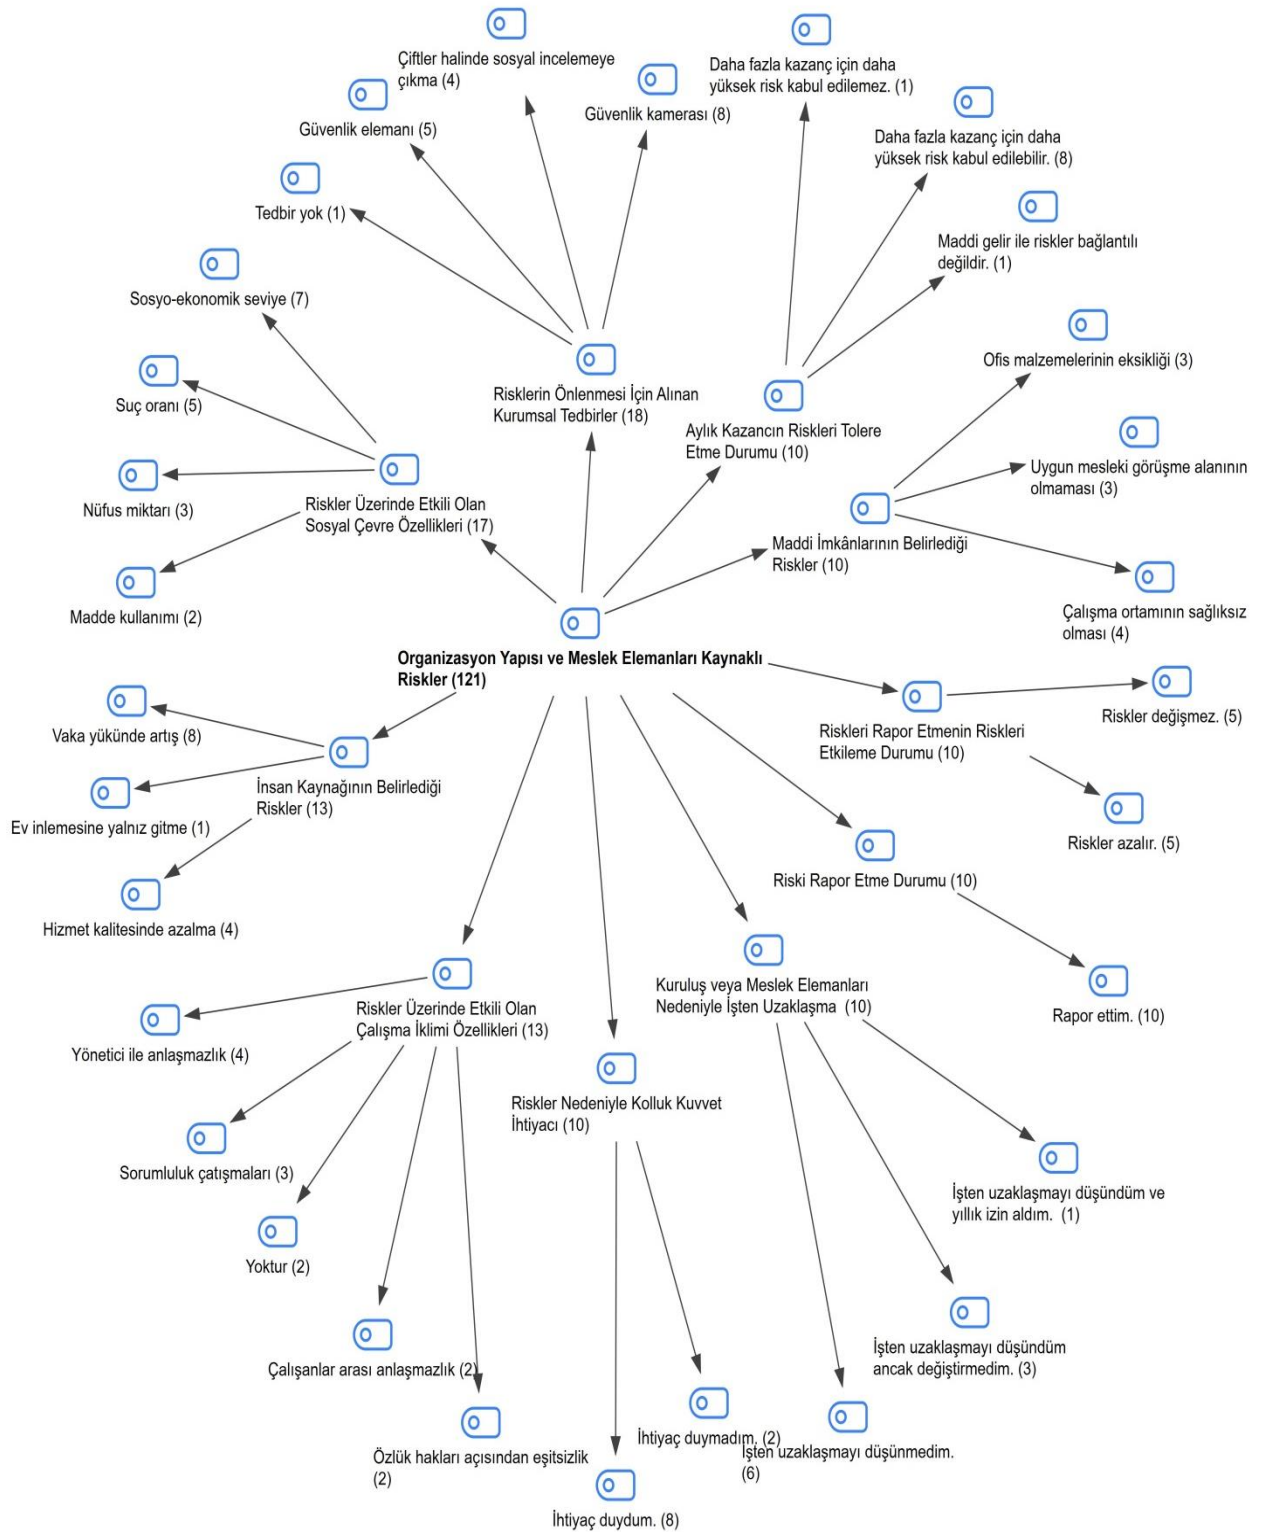 Çiftler halinde sosyal incelemeye
çıkma (4)
Daha fazla kazanç için daha
yüksek risk kabul edilemez. (1)
Güvenlik elemanı (5)
Güvenlik kamerası (8)
Daha fazla kazanç için daha
yüksek risk kabul edilebilir. (8)
Tedbir yok (1)
Maddi gelir ile riskler bağlantılı
değildir. (1)
Sosyo-ekonomik seviye (7)
Ofis malzemelerinin eksikliği (3)
Suç oranı (5)
Risklerin Önlenmesi İçin Alınan
Kurumsal Tedbirler (18)
Aylık Kazancın Riskleri Tolere
Etme Durumu (10)
Uygun mesleki görüşme alanının
olmaması (3)
Nüfus miktarı (3)
Riskler Üzerinde Etkili Olan
Sosyal Çevre Özellikleri (17)
Maddi İmkânlarının Belirlediği
Riskler (10)
Madde kullanımı (2)
Çalışma ortamının sağlıksız
olması (4)
Organizasyon Yapısı ve Meslek Elemanları Kaynaklı
Riskler (121)
Vaka yükünde artış (8)
Riskleri Rapor Etmenin Riskleri
Etkileme Durumu (10)
Riskler değişmez. (5)
İnsan Kaynağının Belirlediği
Riskler (13)
Ev inlemesine yalnız gitme (1)
Riskler azalır. (5)
Hizmet kalitesinde azalma (4)
Riski Rapor Etme Durumu (10)
Riskler Üzerinde Etkili Olan
Çalışma İklimi Özellikleri (13)
Kuruluş veya Meslek Elemanları
Nedeniyle İşten Uzaklaşma (10)
Rapor ettim. (10)
Yönetici ile anlaşmazlık (4)
Riskler Nedeniyle Kolluk Kuvvet
İhtiyacı (10)
Sorumluluk çatışmaları (3)
İşten uzaklaşmayı düşündüm ve
yıllık izin aldım. (1)
Yoktur (2)
Çalışanlar arası anlaşmazlık (2)
İşten uzaklaşmayı düşündüm
ancak değiştirmedim. (3)
Özlük hakları açısından eşitsizlik
(2)
İhtiyaç duymadım. (2)
İşten uzaklaşmayı düşünmedim.
(6)
İhtiyaç duydum. (8)